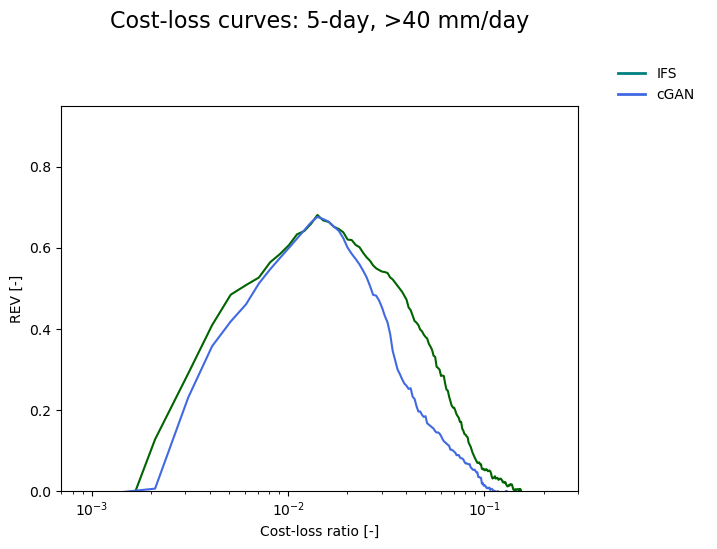 Cost-loss curves: 5-day, >40 mm/day
IFS
cGAN
REV [-]
0.8
0.6
0.4
0.2
0.0
10⁻³
10⁻²
10⁻¹
Cost-loss ratio [-]